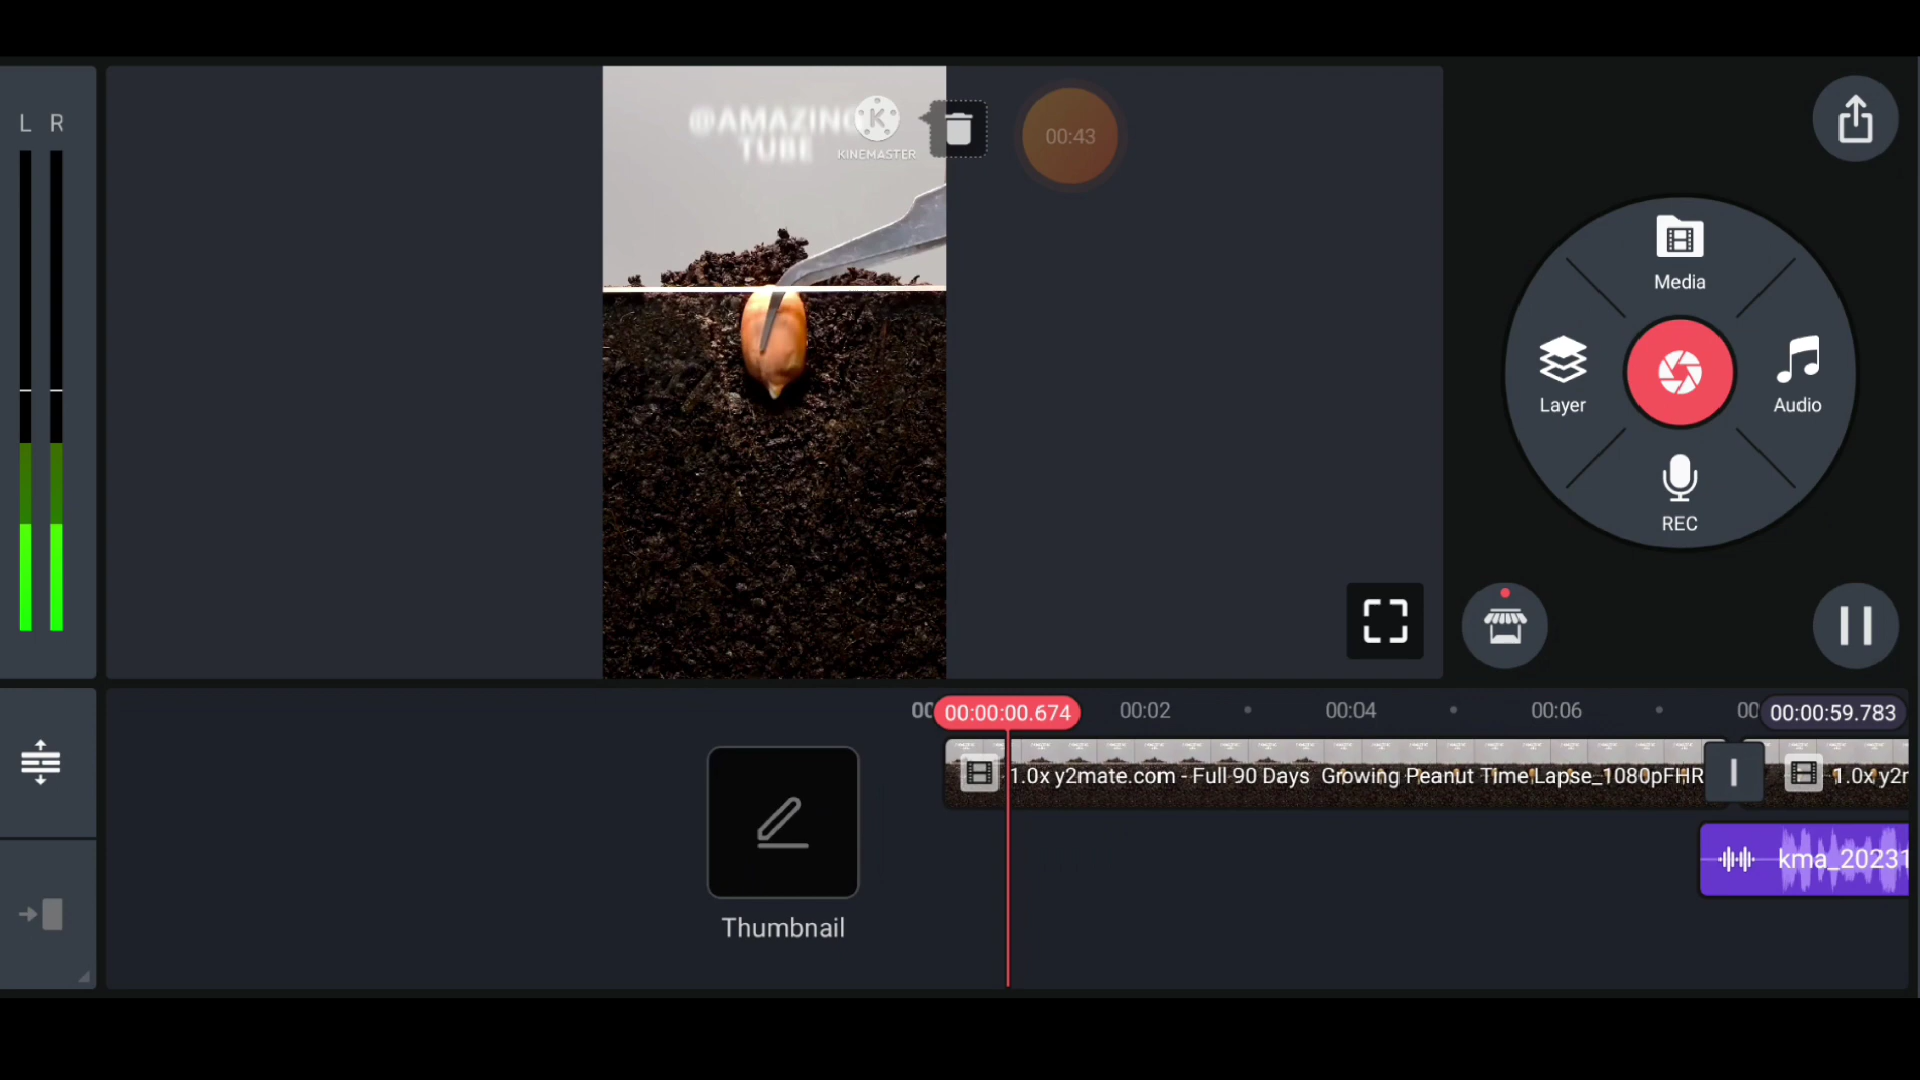 L R
@AMAZING
TUBE
KINEMASTER
00:43
Media
Layer
Audio
REC
00:00:00.674
00:02
00:04
00:06
00:00:59.783
1.0x y2mate.com - Full 90 Days Growing Peanut Time Lapse_1080pFHR
1.0x y2m
kma_20231
Thumbnail